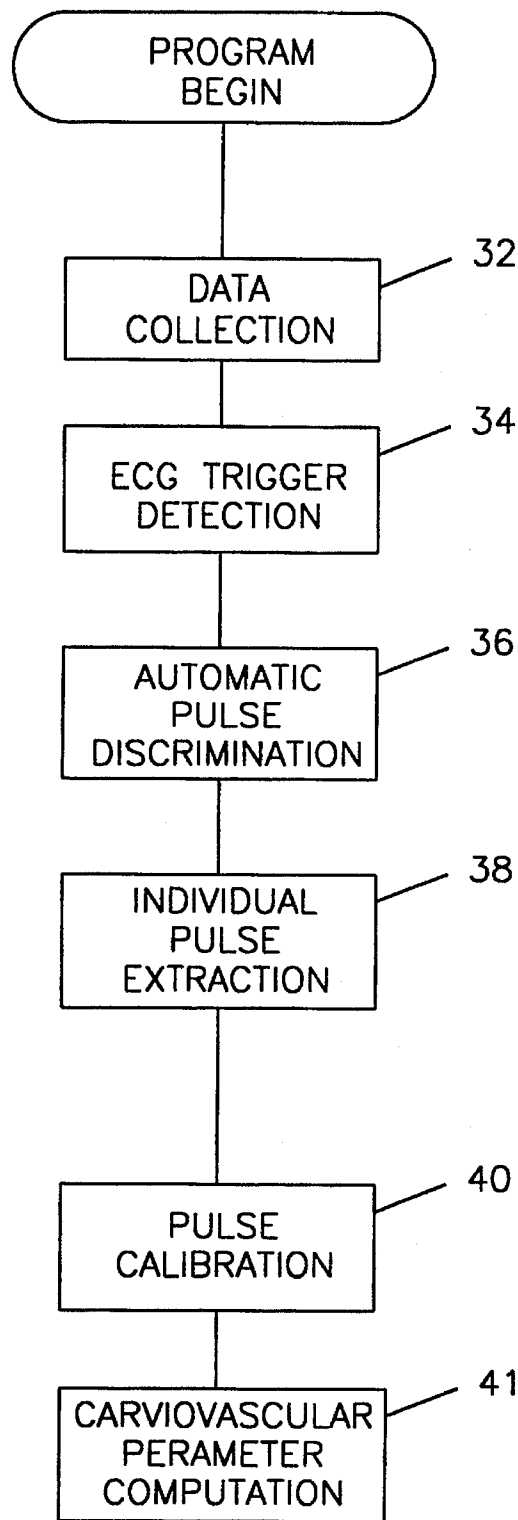 PROGRAM
BEGIN
32
DATA
COLLECTION
34
ECG TRIGGER
DETECTION
36
AUTOMATIC
PULSE
DISCRIMINATION
38
INDIVIDUAL
PULSE
EXTRACTION
40
PULSE
CALIBRATION
41
CARVIOVASCULAR
PERAMETER
COMPUTATION